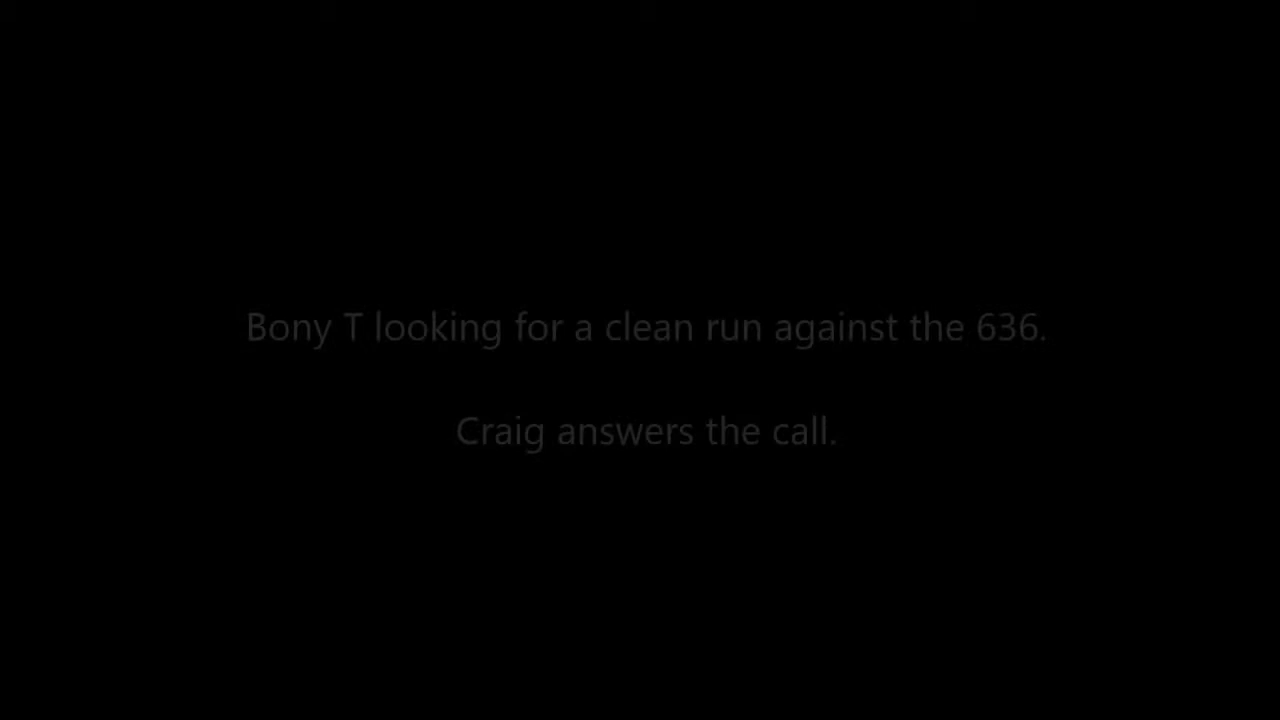 Bony T looking for a clean run against the 636.
Craig answers the call.